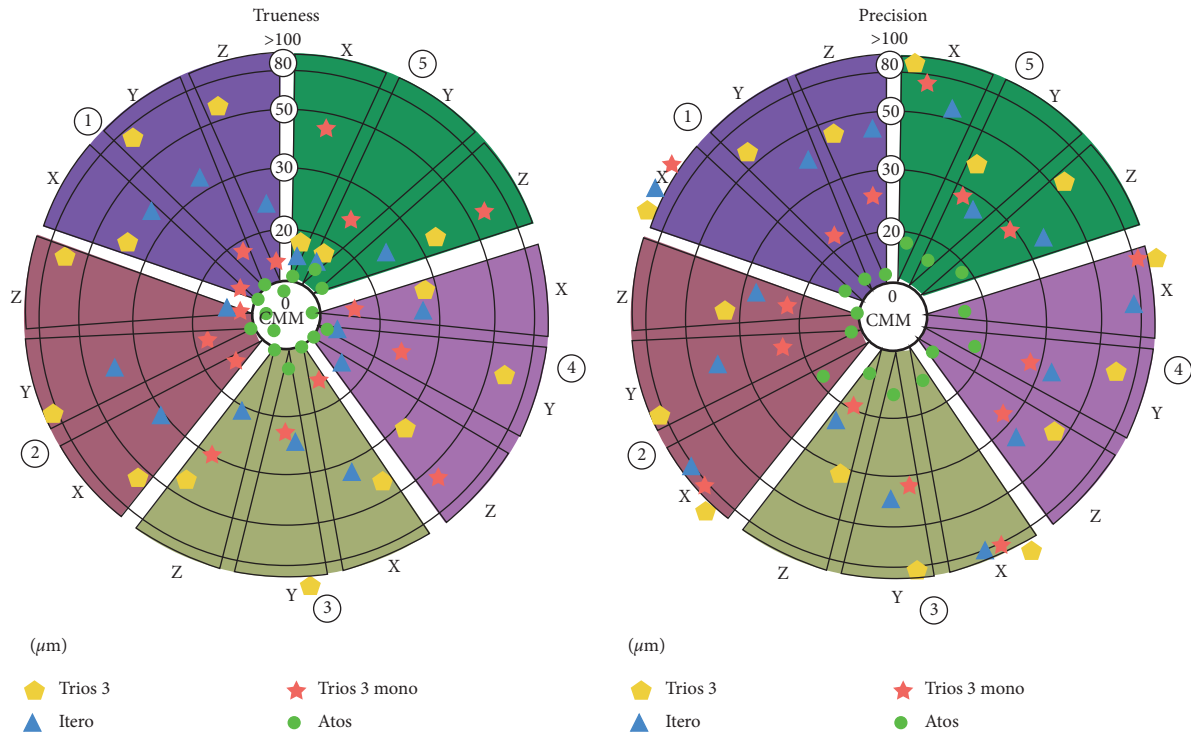 Trueness
>100
80
50
30
20
0
CMM
X
5
Y
Z
X
4
Y
Z
X
3
Y
Z
X
2
Y
Z
X
1
Y
Z
(μm)
Trios 3
Trios 3 mono
Itero
Atos
Precision
>100
80
50
30
20
0
CMM
X
5
Y
Z
X
4
Y
Z
X
3
Y
Z
X
2
Y
Z
X
1
Y
Z
(μm)
Trios 3
Trios 3 mono
Itero
Atos